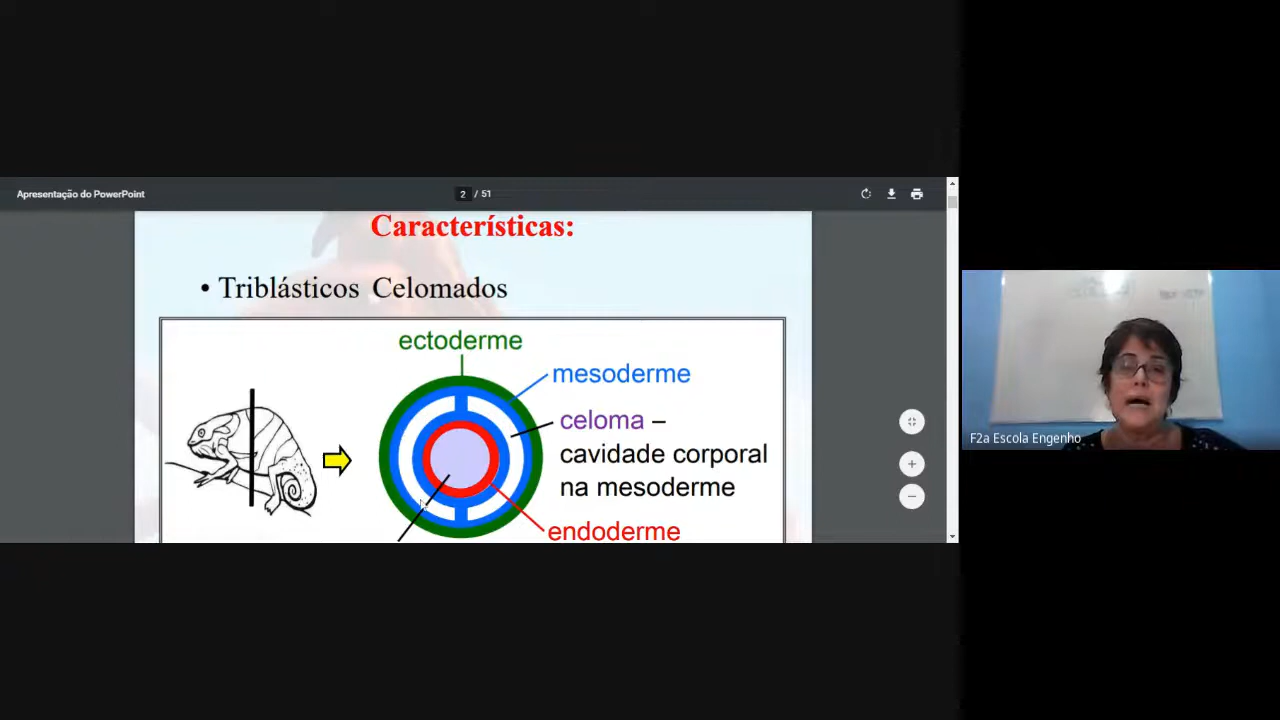 Apresentação do PowerPoint
2 / 51
Características:
• Triblásticos Celomados
ectoderme
mesoderme
celoma –
cavidade corporal
na mesoderme
endoderme
F2a Escola Engenho